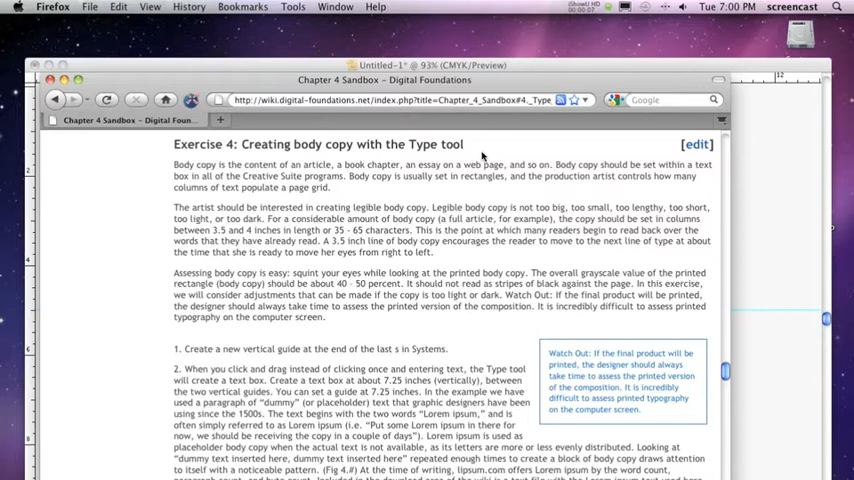 Firefox File Edit View History Bookmarks Tools Window Help
iShowU HD
00:00:07
Tue 7:00 PM screencast
Untitled-1* @ 93% (CMYK/Preview)
12
Chapter 4 Sandbox - Digital Foundations
http://wiki.digital-foundations.net/index.php?title=Chapter_4_Sandbox#4._Type
Google
Chapter 4 Sandbox - Digital Foun...
Exercise 4: Creating body copy with the Type tool
[edit]
Body copy is the content of an article, a book chapter, an essay on a web page, and so on. Body copy should be set within a text
box in all of the Creative Suite programs. Body copy is usually set in rectangles, and the production artist controls how many
columns of text populate a page grid.
The artist should be interested in creating legible body copy. Legible body copy is not too big, too small, too lengthy, too short,
too light, or too dark. For a considerable amount of body copy (a full article, for example), the copy should be set in columns
between 3.5 and 4 inches in length or 35 - 65 characters. This is the point at which many readers begin to read back over the
words that they have already read. A 3.5 inch line of body copy encourages the reader to move to the next line of type at about
the time that she is ready to move her eyes from right to left.
Assessing body copy is easy: squint your eyes while looking at the printed body copy. The overall grayscale value of the printed
rectangle (body copy) should be about 40 - 50 percent. It should not read as stripes of black against the page. In this exercise,
we will consider adjustments that can be made if the copy is too light or dark. Watch Out: If the final product will be printed,
the designer should always take time to assess the printed version of the composition. It is incredibly difficult to assess printed
typography on the computer screen.
1. Create a new vertical guide at the end of the last s in Systems.
2. When you click and drag instead of clicking once and entering text, the Type tool
will create a text box. Create a text box at about 7.25 inches (vertically), between
the two vertical guides. You can set a guide at 7.25 inches. In the example we have
used a paragraph of "dummy" (or placeholder) text that graphic designers have been
using since the 1500s. The text begins with the two words "Lorem ipsum," and is
often simply referred to as Lorem ipsum (i.e. "Put some Lorem ipsum in there for
now, we should be receiving the copy in a couple of days"). Lorem ipsum is used as
placeholder body copy when the actual text is not available, as its letters are more or less evenly distributed. Looking at
"dummy text inserted here, dummy text inserted here" repeated enough times to create a block of body copy draws attention
to itself with a noticeable pattern. (Fig 4.#) At the time of writing, lipsum.com offers Lorem Ipsum by the word count,
Watch Out: If the final product will be
printed, the designer should always
take time to assess the printed version
of the composition. It is incredibly
difficult to assess printed typography
on the computer screen.
2
4
6
8